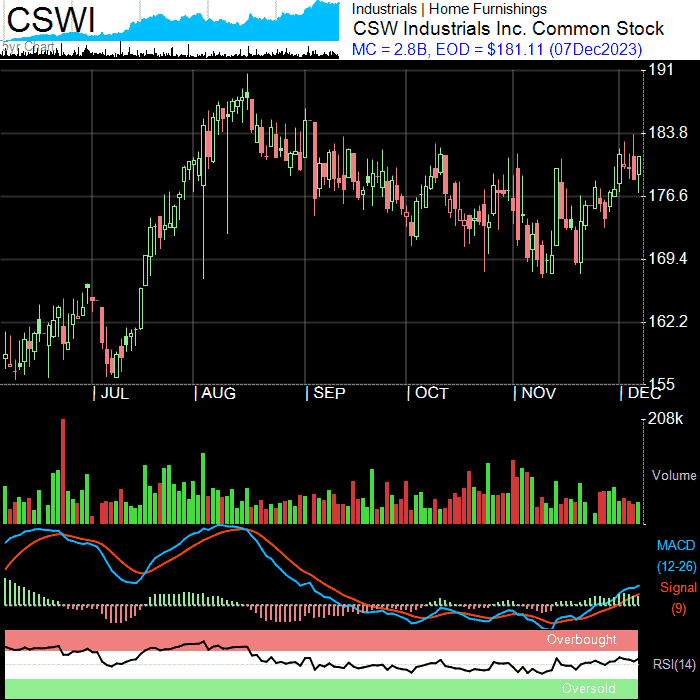 CSWI
5yr Chart
Industrials | Home Furnishings
CSW Industrials Inc. Common Stock
MC = 2.8B, EOD = $181.11 (07Dec2023)
191
183.8
176.6
169.4
162.2
155
| JUL | AUG | SEP | OCT | NOV | DEC
208k
Volume
MACD
(12-26)
Signal
(9)
Overbought
RSI(14)
Oversold